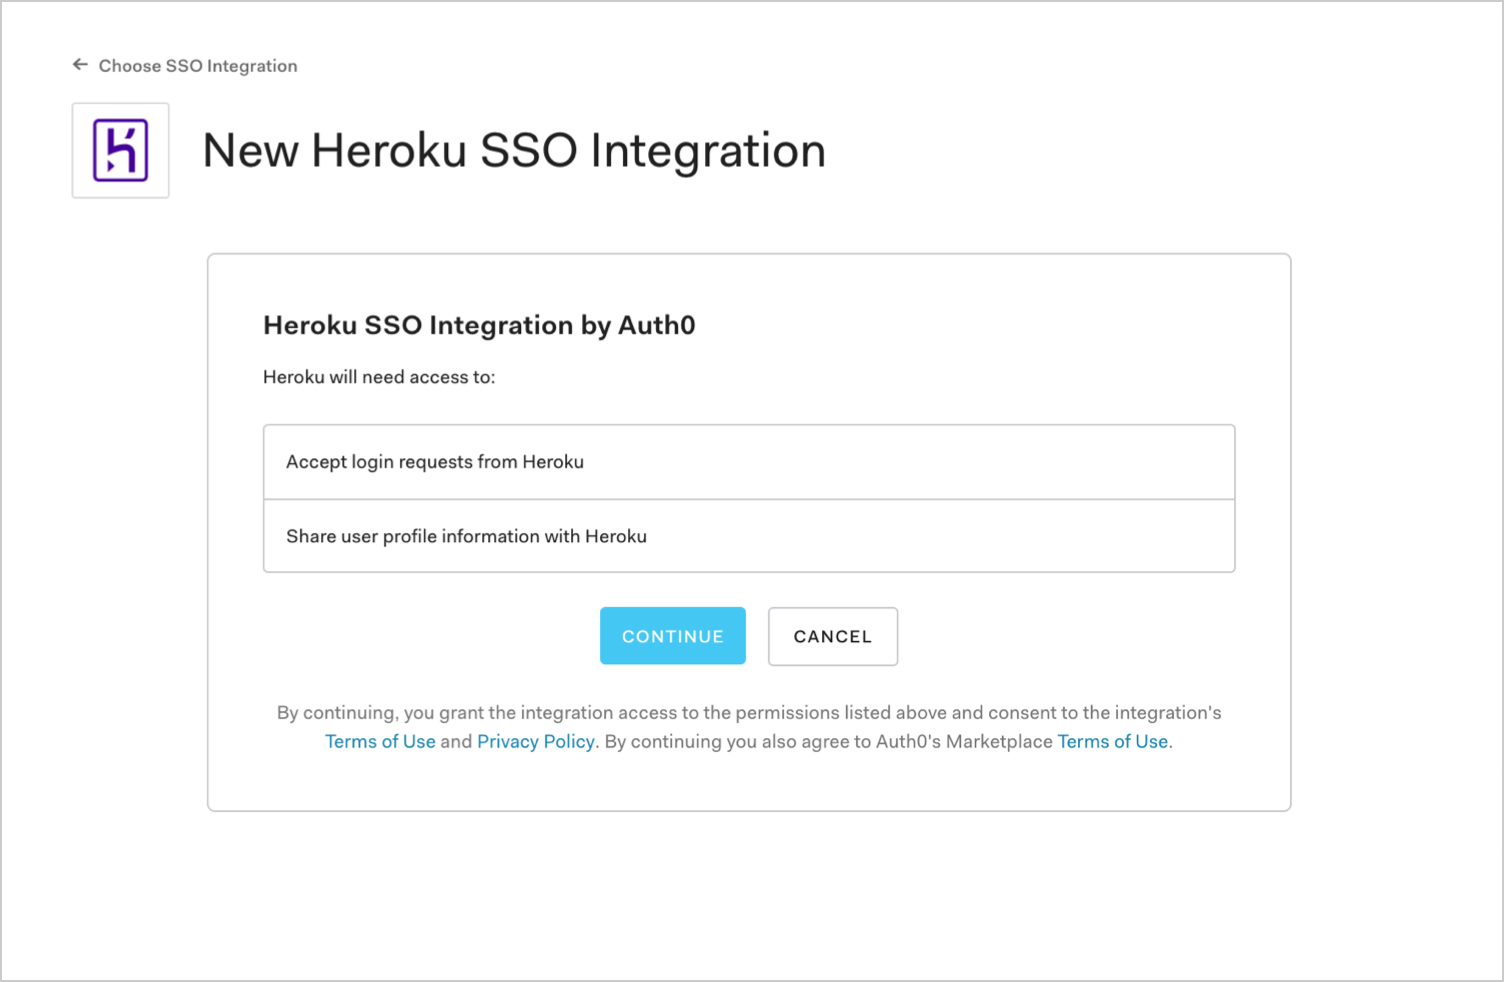 Choose SSO Integration
New Heroku SSO Integration
Heroku SSO Integration by Auth0
Heroku will need access to:
Accept login requests from Heroku
Share user profile information with Heroku
CONTINUE
CANCEL
By continuing, you grant the integration access to the permissions listed above and consent to the integration's
Terms of Use and Privacy Policy. By continuing you also agree to Auth0's Marketplace Terms of Use.